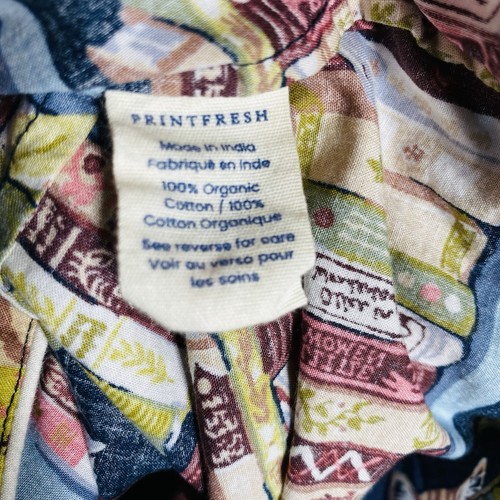 PRINTFRESH
Made in India
Fabriqué en Inde
100% Organic
Cotton / 100%
Cotton Organique
See reverse for care
Voir au verso pour
les soins